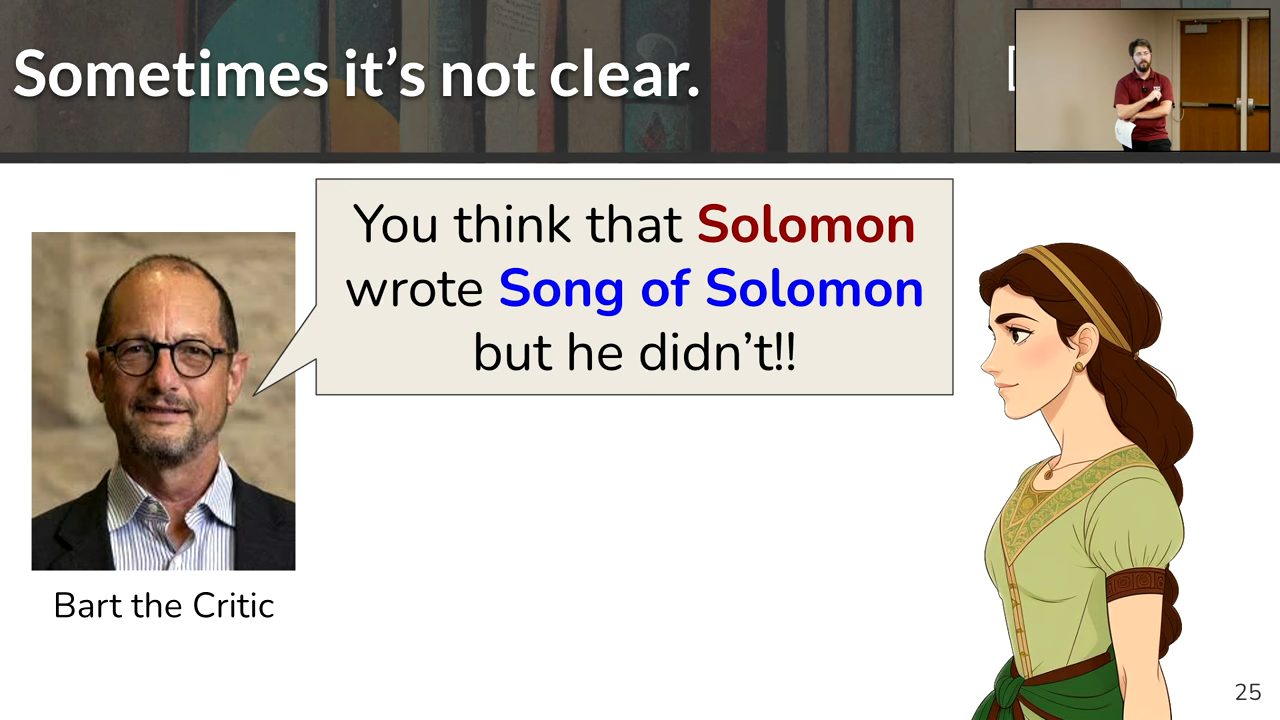 Sometimes it’s not clear.
You think that Solomon
wrote Song of Solomon
but he didn’t!!
Bart the Critic
25